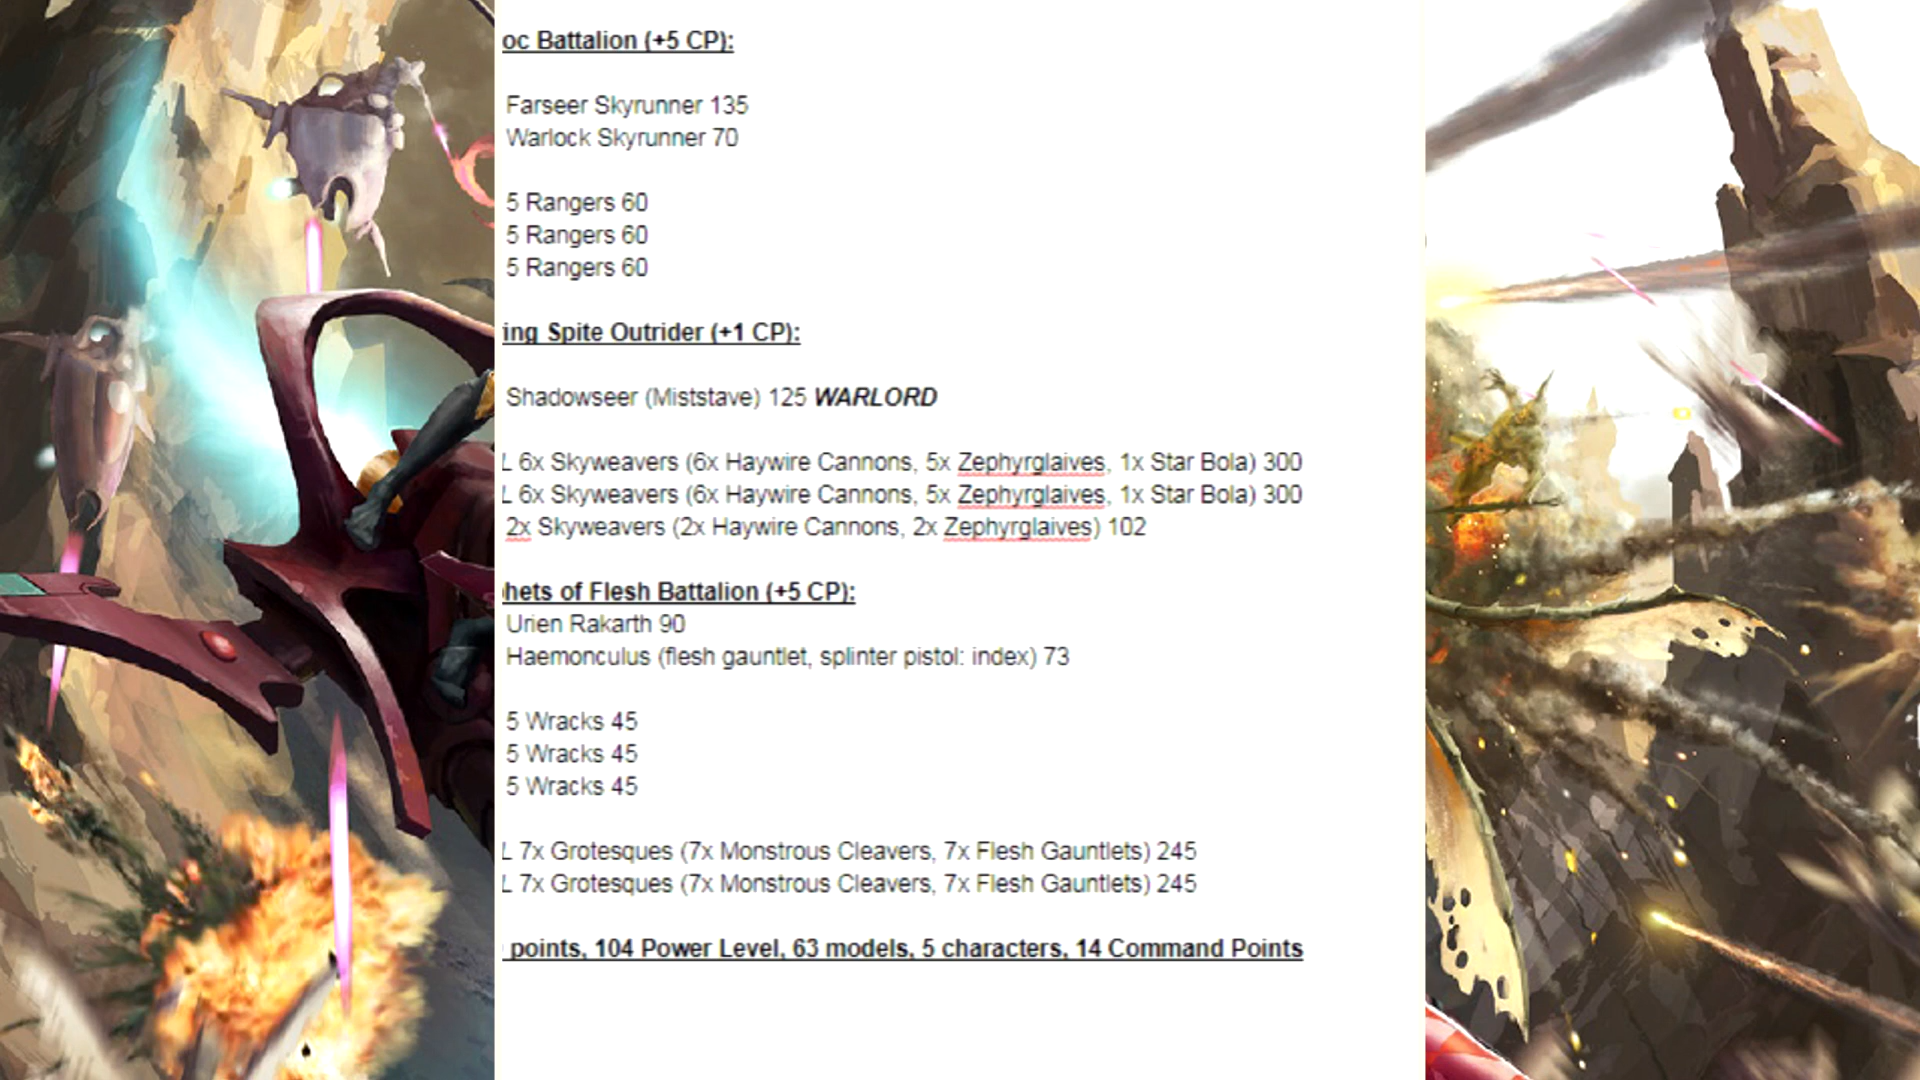 oc Battalion (+5 CP):
Farseer Skyrunner 135
Warlock Skyrunner 70
5 Rangers 60
5 Rangers 60
5 Rangers 60
ing Spite Outrider (+1 CP):
Shadowseer (Miststave) 125 WARLORD
L 6x Skyweavers (6x Haywire Cannons, 5x Zephyrglaives, 1x Star Bola) 300
L 6x Skyweavers (6x Haywire Cannons, 5x Zephyrglaives, 1x Star Bola) 300
2x Skyweavers (2x Haywire Cannons, 2x Zephyrglaives) 102
hets of Flesh Battalion (+5 CP):
Urien Rakarth 90
Haemonculus (flesh gauntlet, splinter pistol: index) 73
5 Wracks 45
5 Wracks 45
5 Wracks 45
L 7x Grotesques (7x Monstrous Cleavers, 7x Flesh Gauntlets) 245
L 7x Grotesques (7x Monstrous Cleavers, 7x Flesh Gauntlets) 245
points, 104 Power Level, 63 models, 5 characters, 14 Command Points